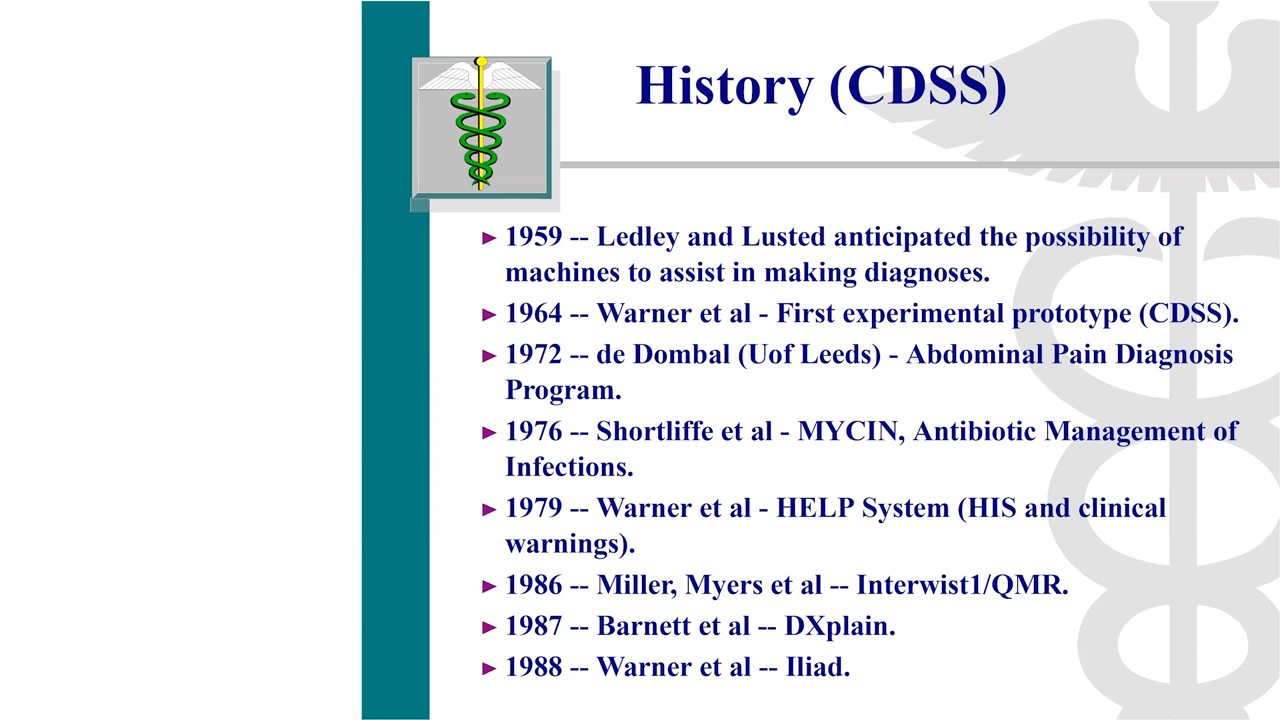 History (CDSS)
1959 -- Ledley and Lusted anticipated the possibility of
machines to assist in making diagnoses.
1964 -- Warner et al - First experimental prototype (CDSS).
1972 -- de Dombal (Uof Leeds) - Abdominal Pain Diagnosis
Program.
1976 -- Shortliffe et al - MYCIN, Antibiotic Management of
Infections.
1979 -- Warner et al - HELP System (HIS and clinical
warnings).
1986 -- Miller, Myers et al -- Interwist1/QMR.
1987 -- Barnett et al -- DXplain.
1988 -- Warner et al -- Iliad.